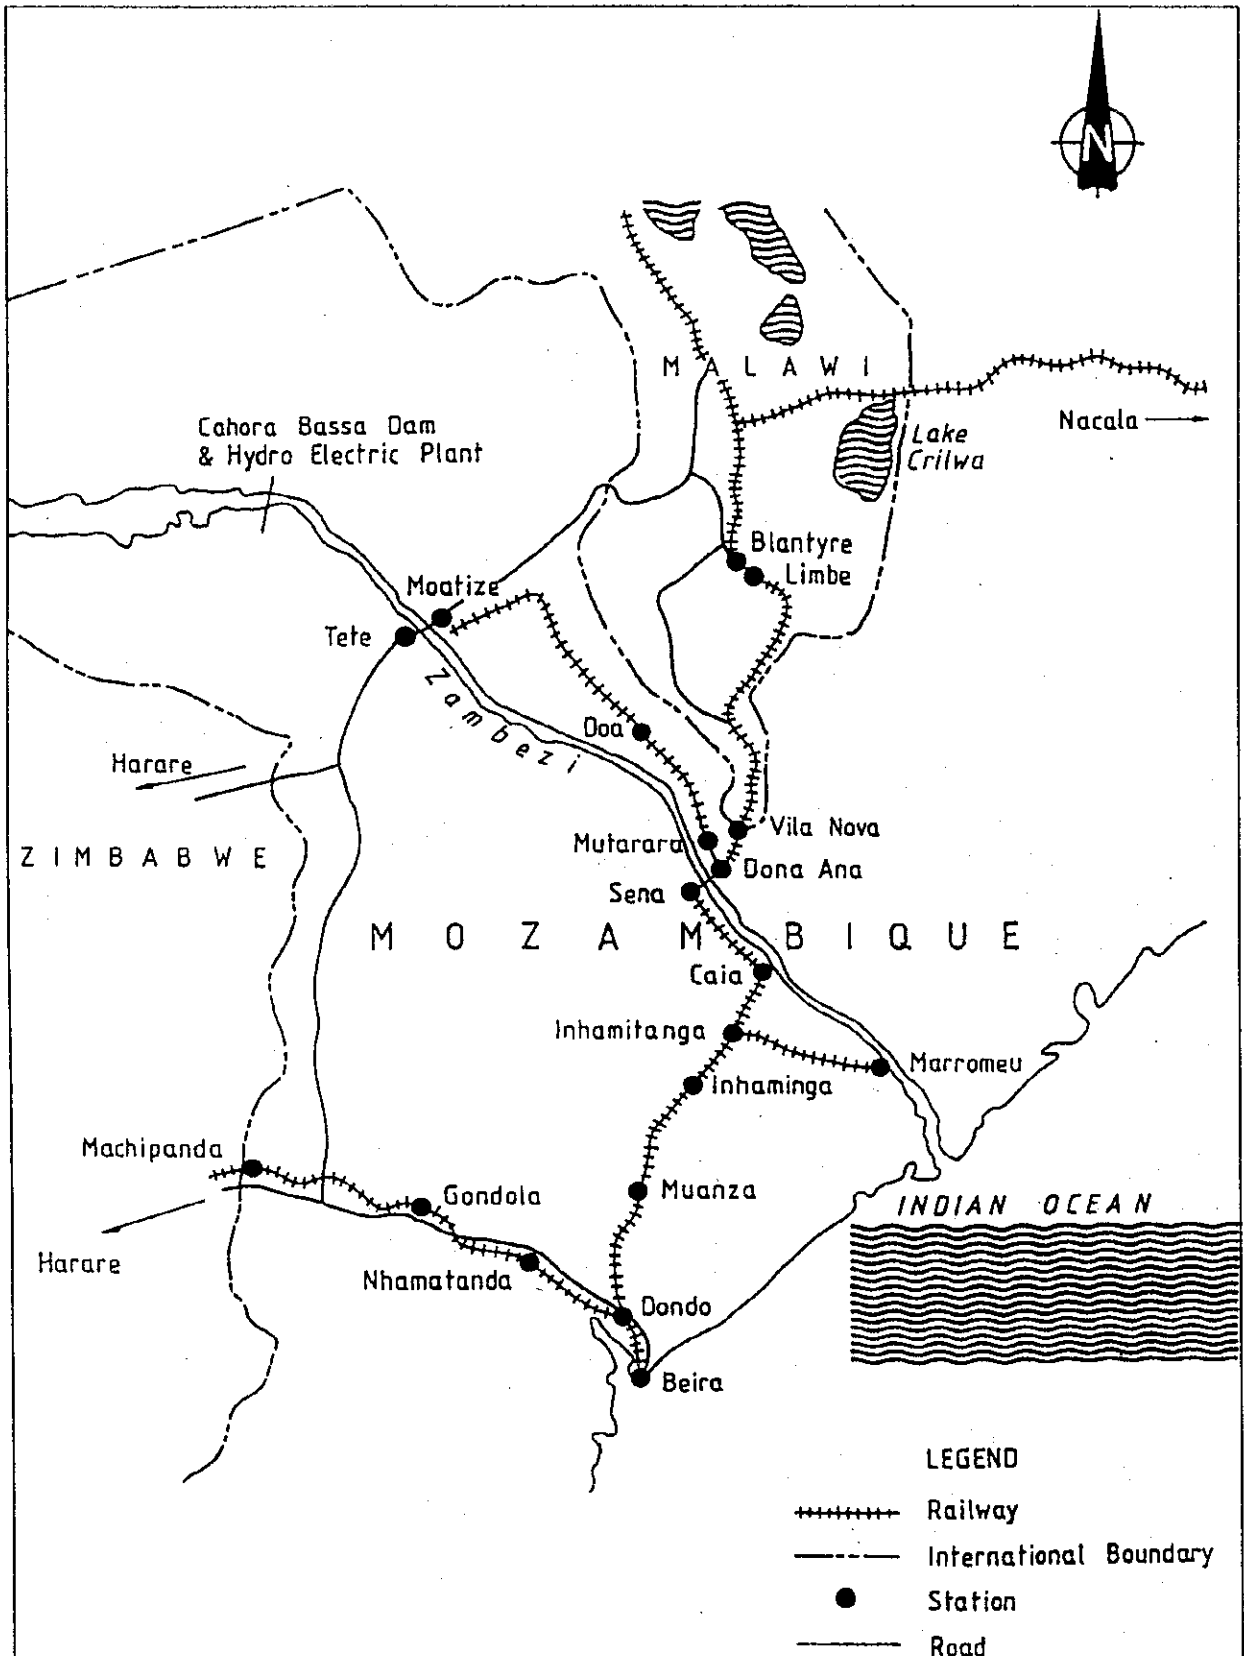 N
M A L A W I
Nacala
Cahora Bassa Dam
& Hydro Electric Plant
Lake
Crilwa
Blantyre
Limbe
Moatize
Tete
Zambezi
Doa
Harare
Vila Nova
Mutarara
ZIMBABWE
Dona Ana
Sena
M O Z A M B I Q U E
Caia
Inhamitanga
Marromeu
Inhaminga
Machipanda
Muanza
Gondola
INDIAN OCEAN
Harare
Nhamatanda
Dondo
Beira
LEGEND
Railway
International Boundary
Station
Road